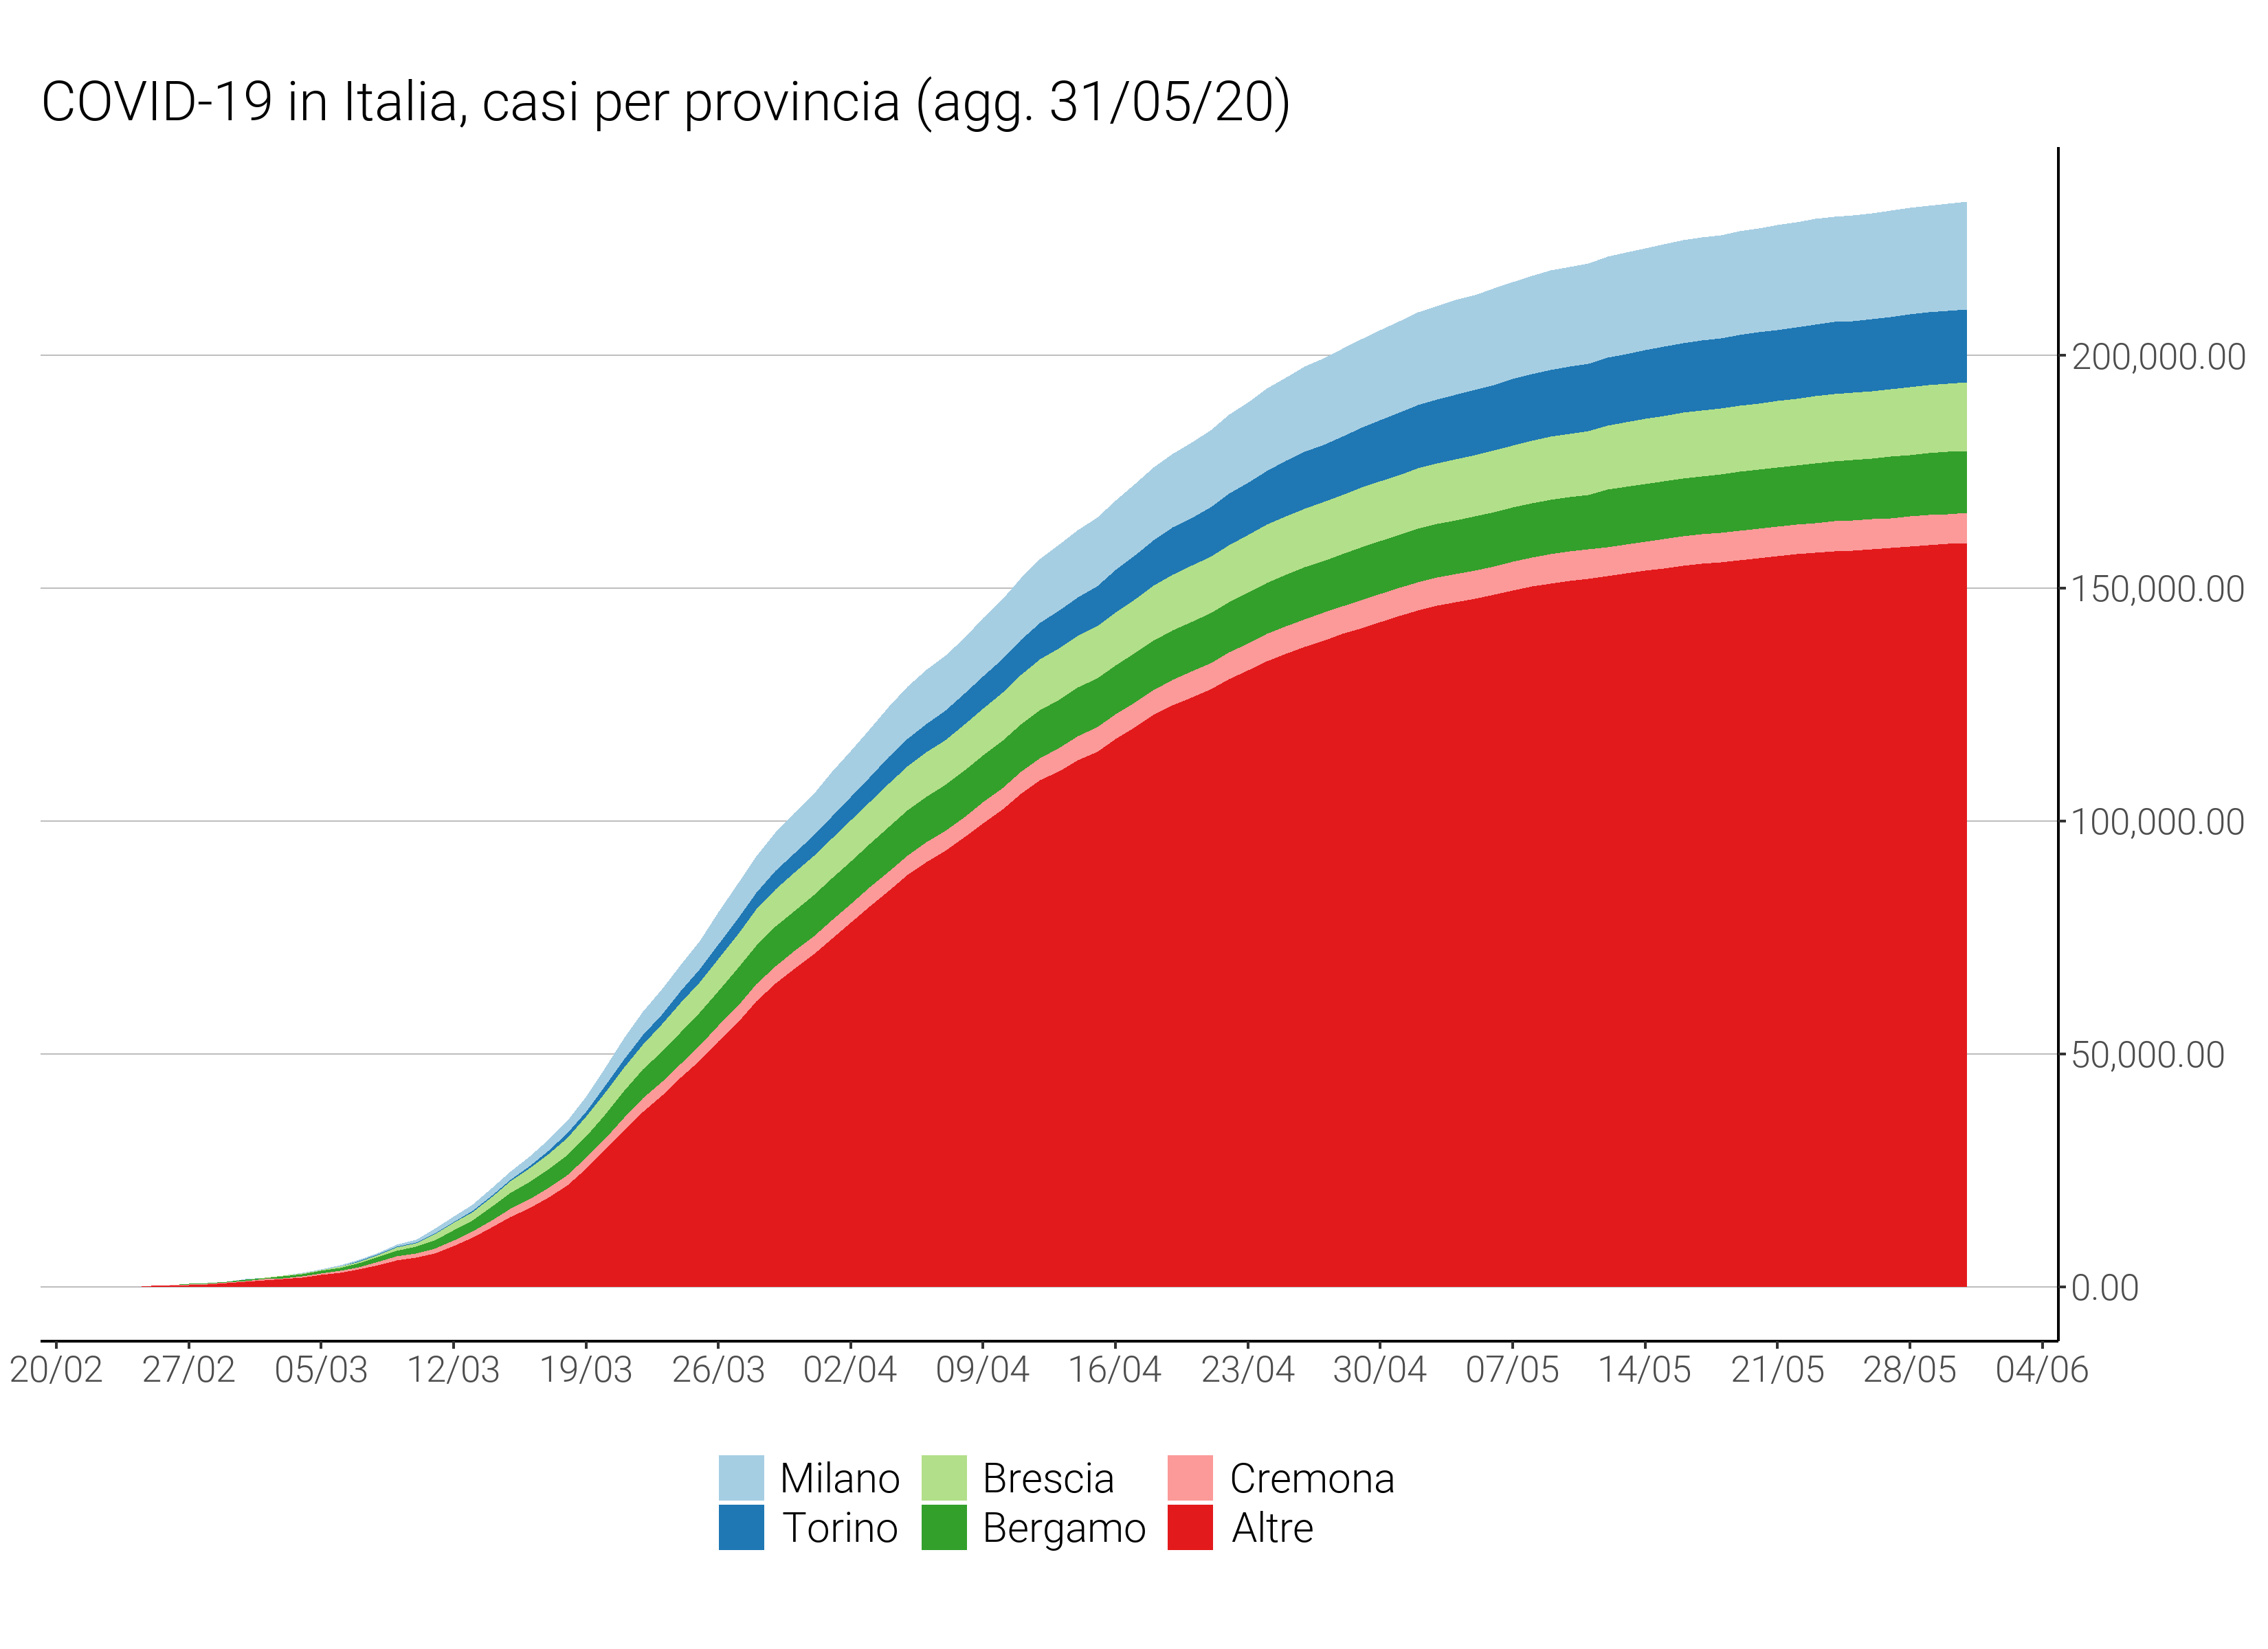 COVID-19 in Italia, casi per provincia (agg. 31/05/20)
200,000.00
150,000.00
100,000.00
50,000.00
0.00
20/02 27/02 05/03 12/03 19/03 26/03 02/04 09/04 16/04 23/04 30/04 07/05 14/05 21/05 28/05 04/06
Milano Brescia Cremona
Torino Bergamo Altre